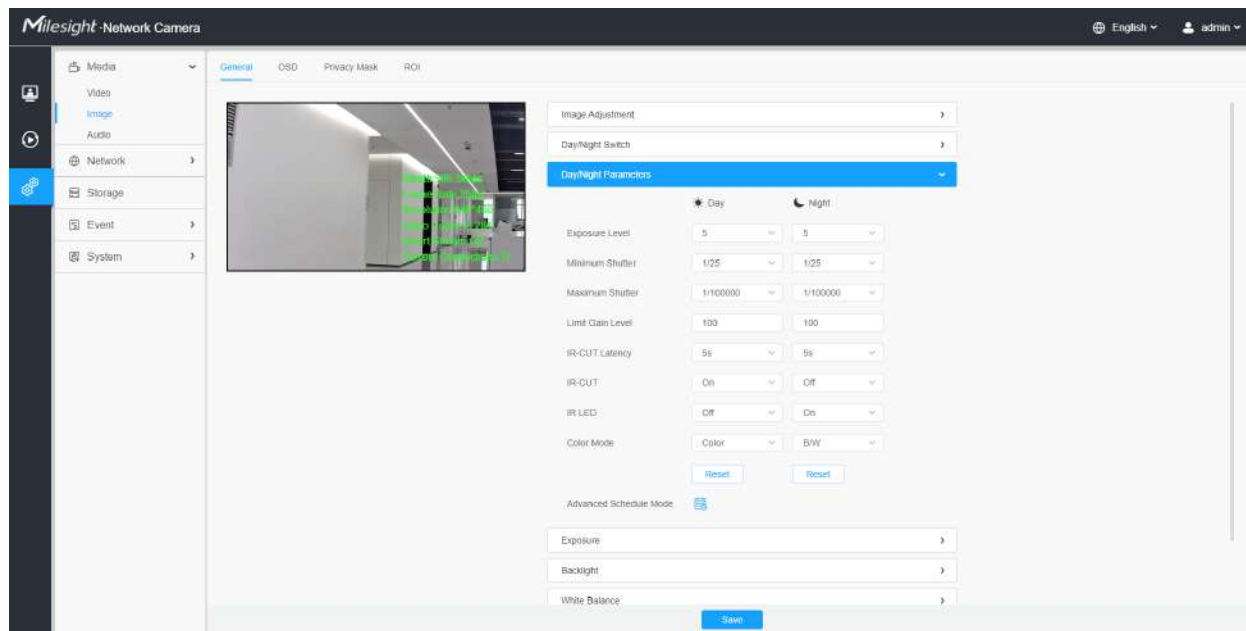 Milesight -Network Camera
English
admin
Media
Video
Image
Audio
Network
Storage
Event
System
General OSD Privacy Mask ROI
Image Adjustment
Day/Night Switch
Day/Night Parameters
Day Night
Exposure Level 5 5
Minimum Shutter 1/25 1/25
Maximum Shutter 1/100000 1/100000
Limit Gain Level 100 100
IR-CUT Latency 5s 5s
IR-CUT On Off
IR LED Off On
Color Mode Color B/W
Reset Reset
Advanced Schedule Mode
Exposure
Backlight
White Balance
Save